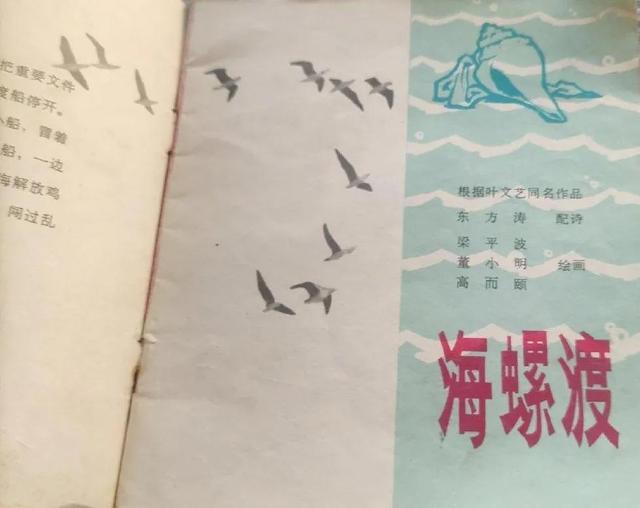 把重要文件
渡船停开。
小船，冒着
船，一边
海解放鸡
闯过乱
根据叶文艺同名作品
东方涛 配诗
梁平波
董小明 绘画
高而颐
海螺渡